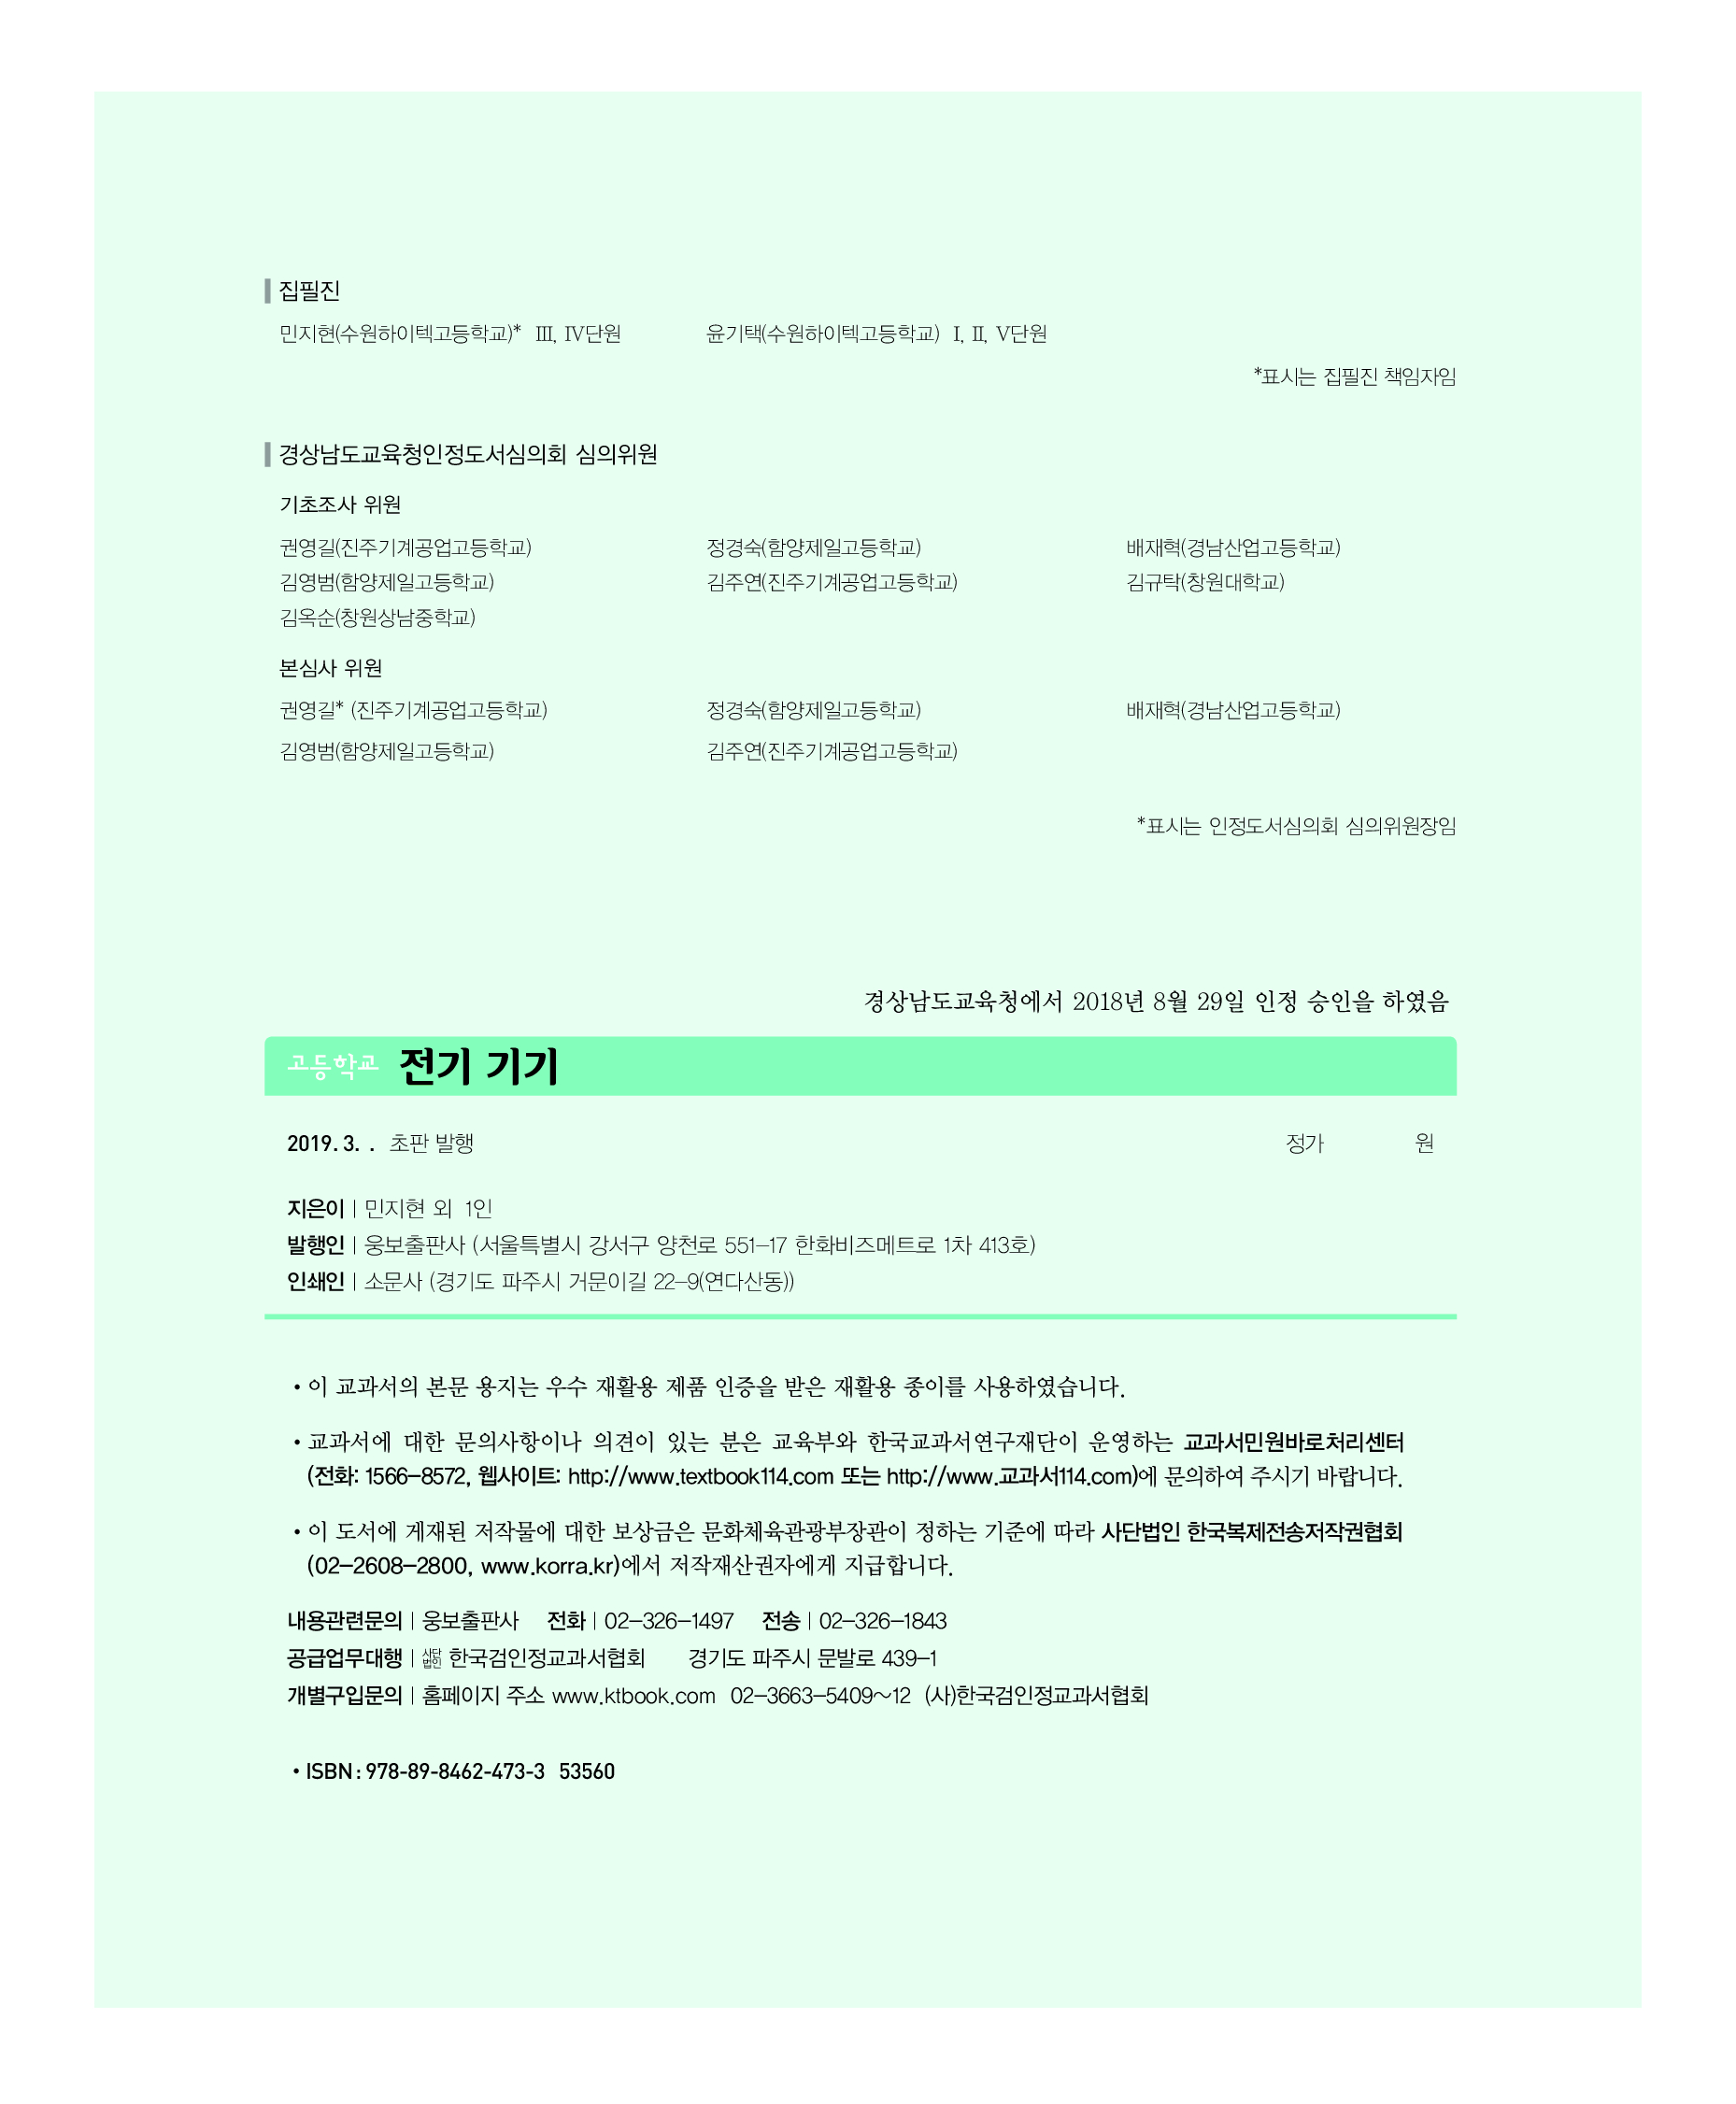 집필진
민지현(수원하이텍고등학교)* Ⅲ, Ⅳ단원 윤기택(수원하이텍고등학교) Ⅰ, Ⅱ, Ⅴ단원
*표시는 집필진 책임자임
경상남도교육청인정도서심의회 심의위원
기초조사 위원
권영길(진주기계공업고등학교) 정경숙(함양제일고등학교) 배재혁(경남산업고등학교)
김영범(함양제일고등학교) 김주연(진주기계공업고등학교) 김규탁(창원대학교)
김옥순(창원상남중학교)
본심사 위원
권영길* (진주기계공업고등학교) 정경숙(함양제일고등학교) 배재혁(경남산업고등학교)
김영범(함양제일고등학교) 김주연(진주기계공업고등학교)
*표시는 인정도서심의회 심의위원장임
경상남도교육청에서 2018년 8월 29일 인정 승인을 하였음
고등학교 전기 기기
2019. 3. . 초판 발행 정가 원
지은이 | 민지현 외 1인
발행인 | 웅보출판사 (서울특별시 강서구 양천로 551-17 한화비즈메트로 1차 413호)
인쇄인 | 소문사 (경기도 파주시 거문이길 22-9(연다산동))
• 이 교과서의 본문 용지는 우수 재활용 제품 인증을 받은 재활용 종이를 사용하였습니다.
• 교과서에 대한 문의사항이나 의견이 있는 분은 교육부와 한국교과서연구재단이 운영하는 교과서민원바로처리센터
(전화: 1566-8572, 웹사이트: http://www.textbook114.com 또는 http://www.교과서114.com)에 문의하여 주시기 바랍니다.
• 이 도서에 게재된 저작물에 대한 보상금은 문화체육관광부장관이 정하는 기준에 따라 사단법인 한국복제전송저작권협회
(02-2608-2800, www.korra.kr)에서 저작재산권자에게 지급합니다.
내용관련문의 | 웅보출판사 전화 | 02-326-1497 전송 | 02-326-1843
공급업무대행 | 사단법인 한국검인정교과서협회 경기도 파주시 문발로 439-1
개별구입문의 | 홈페이지 주소 www.ktbook.com 02-3663-5409~12 (사)한국검인정교과서협회
• ISBN : 978-89-8462-473-3 53560